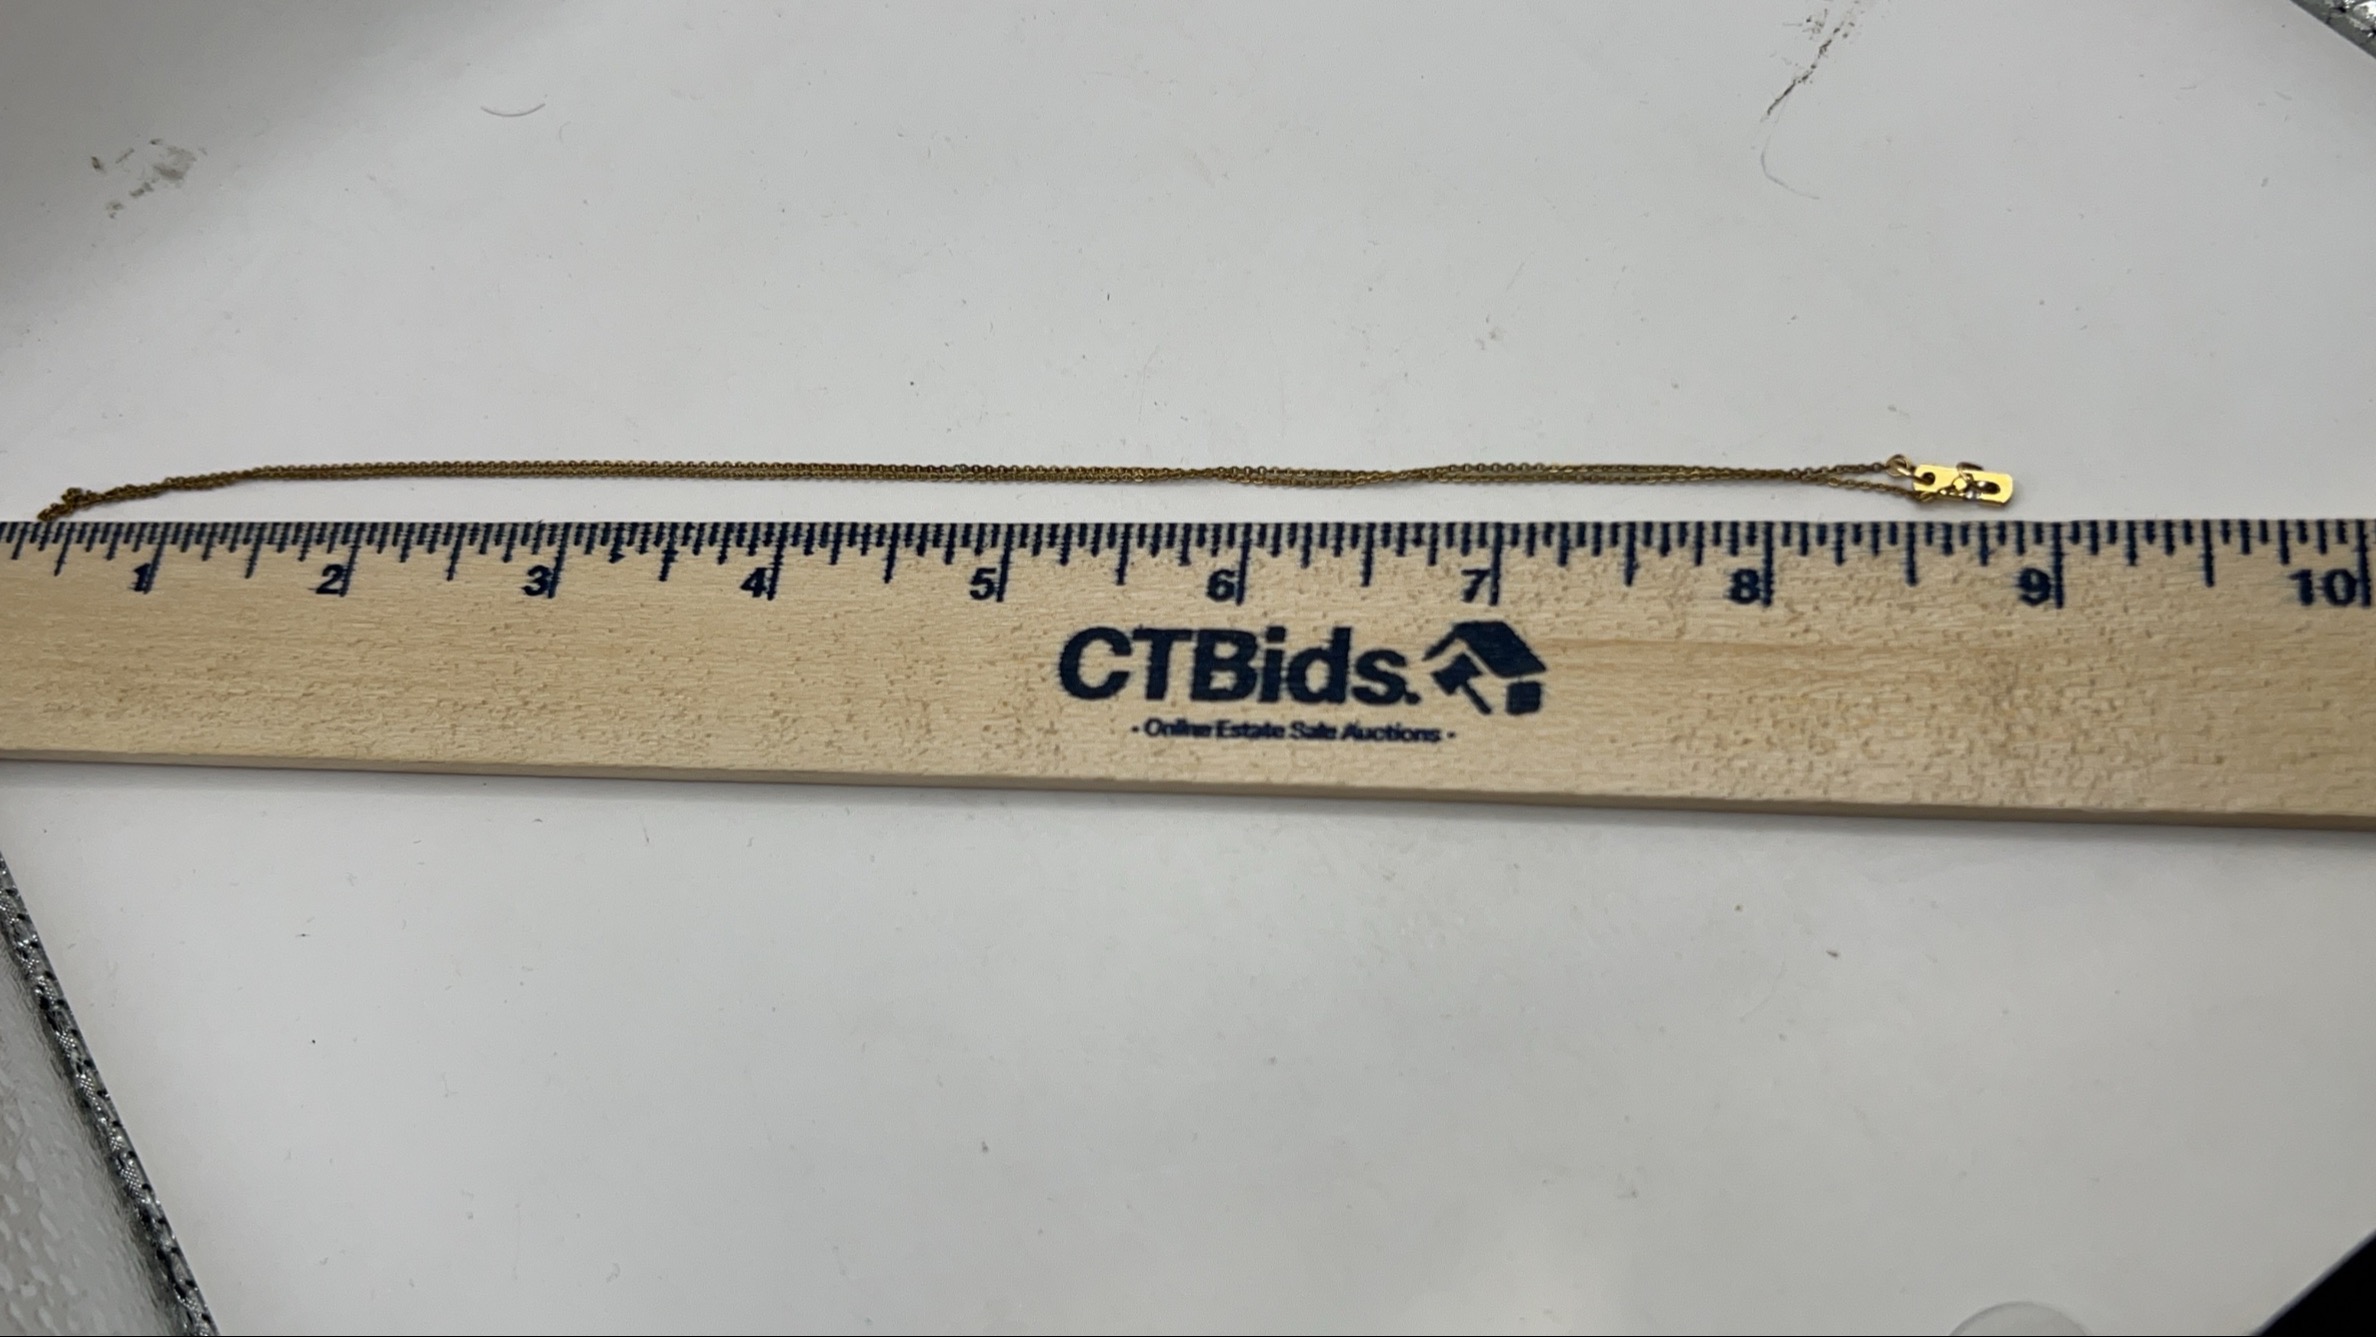 1 2 3 4 5 6 7 8 9 10
CTBids.
- Online Estate Sale Auctions -